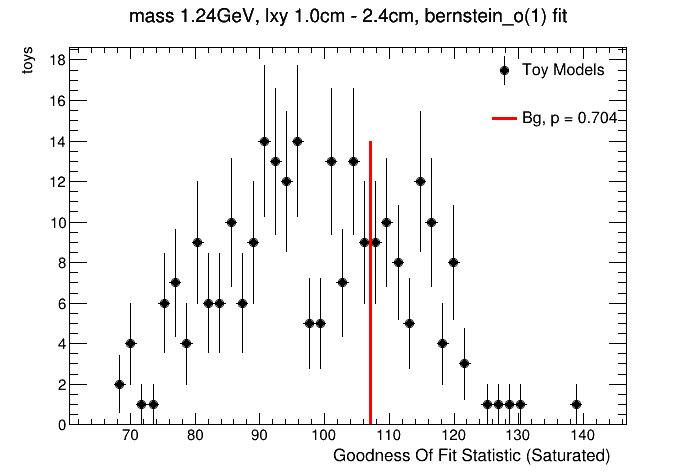 mass 1.24GeV, lxy 1.0cm - 2.4cm, bernstein_o(1) fit
toys
Toy Models
Bg, p = 0.704
18
16
14
12
10
8
6
4
2
0
70 80 90 100 110 120 130 140
Goodness Of Fit Statistic (Saturated)